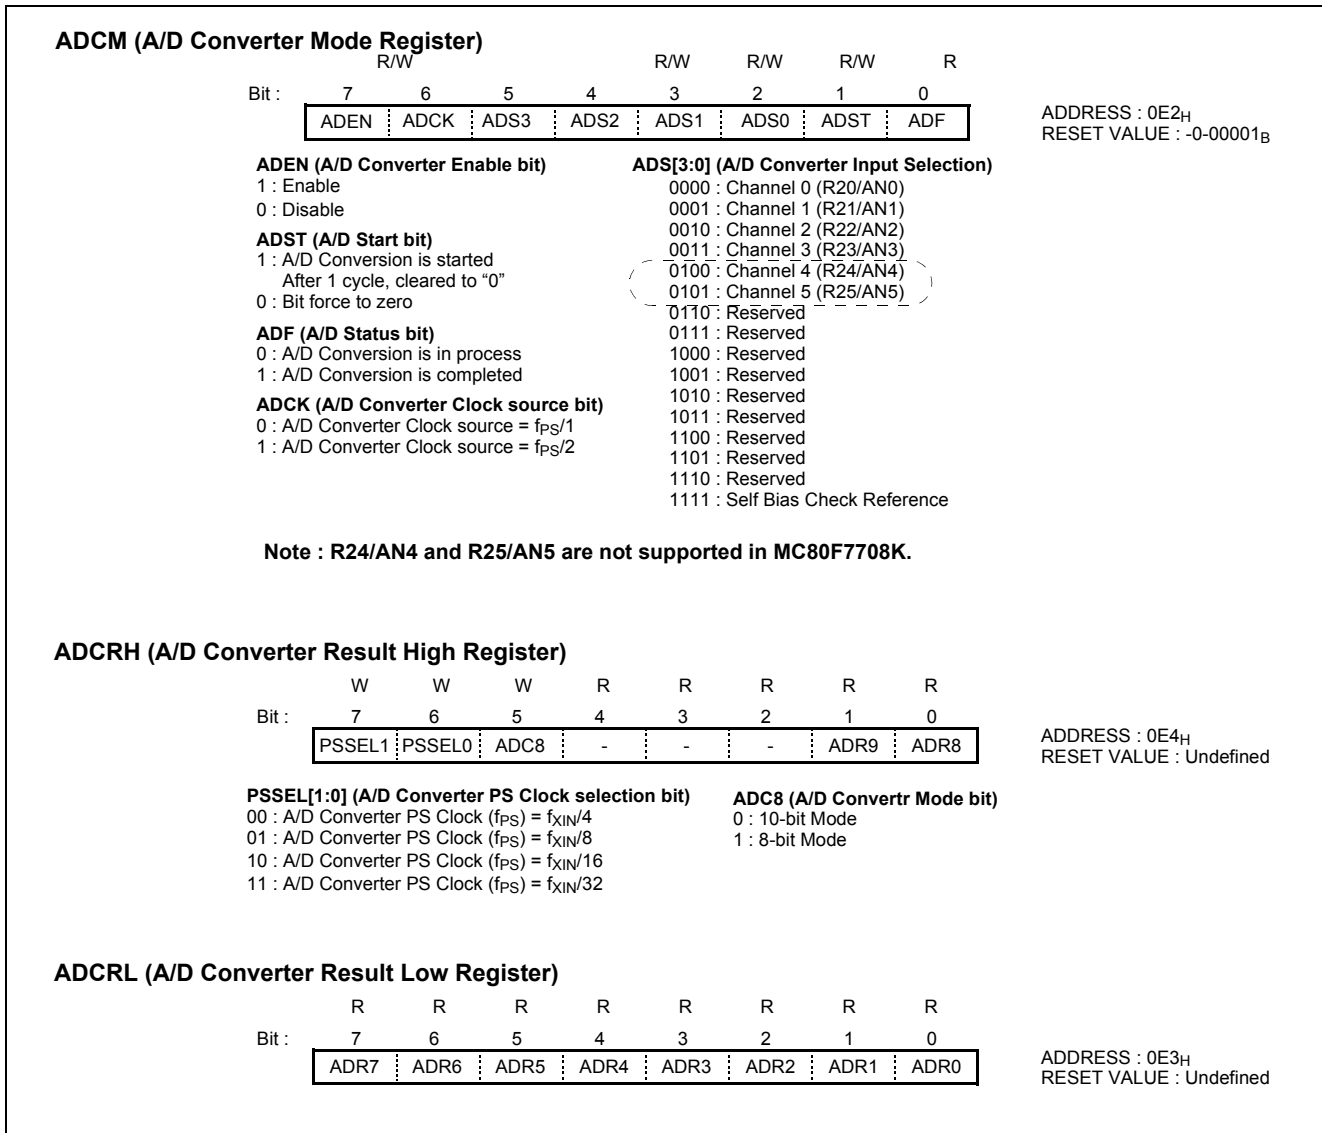 ADCM (A/D Converter Mode Register)
R/W R/W R/W R/W R
Bit : 7 6 5 4 3 2 1 0
ADEN ADCK ADS3 ADS2 ADS1 ADS0 ADST ADF
ADDRESS : 0E2H
RESET VALUE : -0-00001B
ADEN (A/D Converter Enable bit)
1 : Enable
0 : Disable
ADST (A/D Start bit)
1 : A/D Conversion is started
After 1 cycle, cleared to “0”
0 : Bit force to zero
ADF (A/D Status bit)
0 : A/D Conversion is in process
1 : A/D Conversion is completed
ADCK (A/D Converter Clock source bit)
0 : A/D Converter Clock source = fPS/1
1 : A/D Converter Clock source = fPS/2
ADS[3:0] (A/D Converter Input Selection)
0000 : Channel 0 (R20/AN0)
0001 : Channel 1 (R21/AN1)
0010 : Channel 2 (R22/AN2)
0011 : Channel 3 (R23/AN3)
0100 : Channel 4 (R24/AN4)
0101 : Channel 5 (R25/AN5)
0110 : Reserved
0111 : Reserved
1000 : Reserved
1001 : Reserved
1010 : Reserved
1011 : Reserved
1100 : Reserved
1101 : Reserved
1110 : Reserved
1111 : Self Bias Check Reference
Note : R24/AN4 and R25/AN5 are not supported in MC80F7708K.
ADCRH (A/D Converter Result High Register)
W W W R R R R R
Bit : 7 6 5 4 3 2 1 0
PSSEL1 PSSEL0 ADC8 - - - ADR9 ADR8
ADDRESS : 0E4H
RESET VALUE : Undefined
PSSEL[1:0] (A/D Converter PS Clock selection bit)
00 : A/D Converter PS Clock (fPS) = fXIN/4
01 : A/D Converter PS Clock (fPS) = fXIN/8
10 : A/D Converter PS Clock (fPS) = fXIN/16
11 : A/D Converter PS Clock (fPS) = fXIN/32
ADC8 (A/D Convertr Mode bit)
0 : 10-bit Mode
1 : 8-bit Mode
ADCRL (A/D Converter Result Low Register)
R R R R R R R R
Bit : 7 6 5 4 3 2 1 0
ADR7 ADR6 ADR5 ADR4 ADR3 ADR2 ADR1 ADR0
ADDRESS : 0E3H
RESET VALUE : Undefined